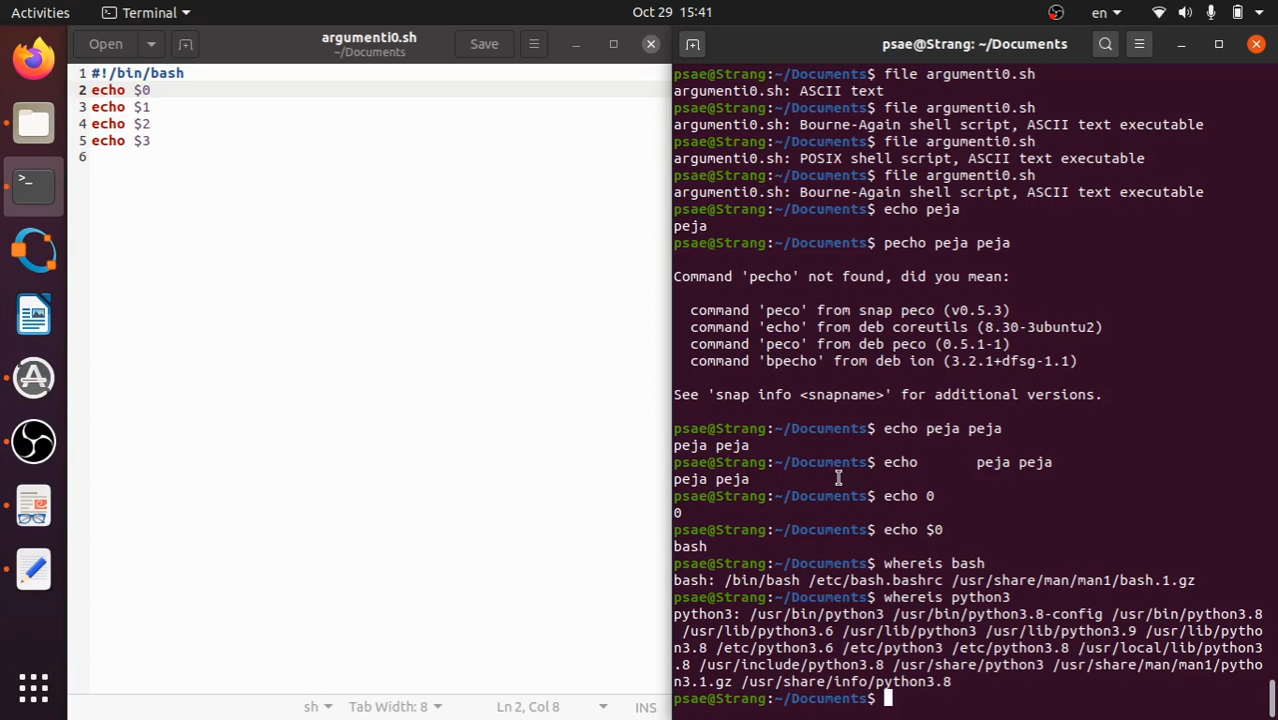 Activities
Terminal
Oct 29 15:41
en
Open
argumenti0.sh
~/Documents
Save
psae@Strang: ~/Documents
1 #!/bin/bash
2 echo $0
3 echo $1
4 echo $2
5 echo $3
6
sh
Tab Width: 8
Ln 2, Col 8
INS
psae@Strang:~/Documents$ file argumenti0.sh
argumenti0.sh: ASCII text
psae@Strang:~/Documents$ file argumenti0.sh
argumenti0.sh: Bourne-Again shell script, ASCII text executable
psae@Strang:~/Documents$ file argumenti0.sh
argumenti0.sh: POSIX shell script, ASCII text executable
psae@Strang:~/Documents$ file argumenti0.sh
argumenti0.sh: Bourne-Again shell script, ASCII text executable
psae@Strang:~/Documents$ echo peja
peja
psae@Strang:~/Documents$ pecho peja peja
Command 'pecho' not found, did you mean:
command 'peco' from snap peco (v0.5.3)
command 'echo' from deb coreutils (8.30-3ubuntu2)
command 'peco' from deb peco (0.5.1-1)
command 'bpecho' from deb ion (3.2.1+dfsg-1.1)
See 'snap info <snapname>' for additional versions.
psae@Strang:~/Documents$ echo peja peja
peja peja
psae@Strang:~/Documents$ echo       peja peja
peja peja
psae@Strang:~/Documents$ echo 0
0
psae@Strang:~/Documents$ echo $0
bash
psae@Strang:~/Documents$ whereis bash
bash: /bin/bash /etc/bash.bashrc /usr/share/man/man1/bash.1.gz
psae@Strang:~/Documents$ whereis python3
python3: /usr/bin/python3 /usr/bin/python3.8-config /usr/bin/python3.8
/usr/lib/python3.6 /usr/lib/python3 /usr/lib/python3.9 /usr/lib/pytho
n3.8 /etc/python3.6 /etc/python3 /etc/python3.8 /usr/local/lib/python3
.8 /usr/include/python3.8 /usr/share/python3 /usr/share/man/man1/pytho
n3.1.gz /usr/share/info/python3.8
psae@Strang:~/Documents$